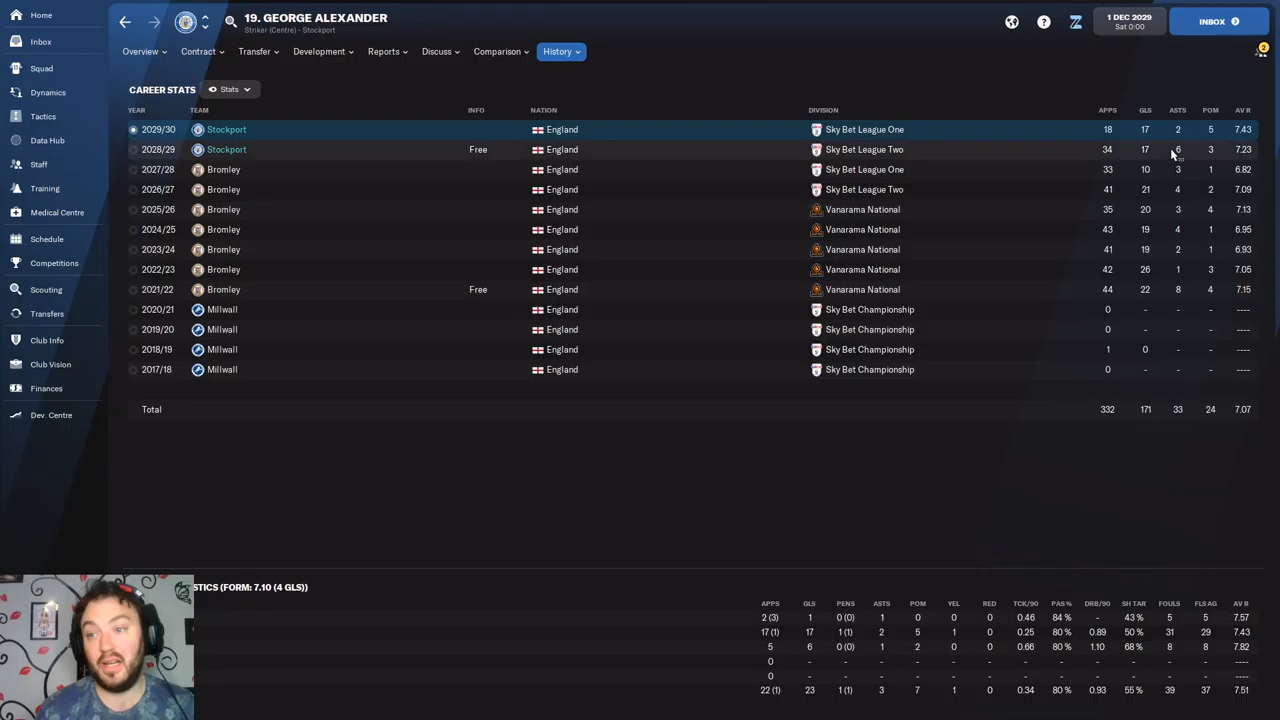 Home
Inbox
Squad
Dynamics
Tactics
Data Hub
Staff
Training
Medical Centre
Schedule
Competitions
Scouting
Transfers
Club Info
Club Vision
Finances
Dev. Centre
19. GEORGE ALEXANDER
Striker (Centre) - Stockport
1 DEC 2029
Sat 0:00
INBOX
2
Overview Contract Transfer Development Reports Discuss Comparison History
CAREER STATS Stats
YEAR TEAM INFO NATION DIVISION APPS GLS ASTS POM AV R
2029/30 Stockport England Sky Bet League One 18 17 2 5 7.43
2028/29 Stockport Free England Sky Bet League Two 34 17 6 3 7.23
2027/28 Bromley England Sky Bet League One 33 10 3 1 6.82
2026/27 Bromley England Sky Bet League Two 41 21 4 2 7.09
2025/26 Bromley England Vanarama National 35 20 3 4 7.13
2024/25 Bromley England Vanarama National 43 19 4 1 6.95
2023/24 Bromley England Vanarama National 41 19 2 1 6.93
2022/23 Bromley England Vanarama National 42 26 1 3 7.05
2021/22 Bromley Free England Vanarama National 44 22 8 4 7.15
2020/21 Millwall England Sky Bet Championship 0 - - - ----
2019/20 Millwall England Sky Bet Championship 0 - - - ----
2018/19 Millwall England Sky Bet Championship 1 0 - - ----
2017/18 Millwall England Sky Bet Championship 0 - - - ----
Total 332 171 33 24 7.07
STICS (FORM: 7.10 (4 GLS))
APPS GLS PENS ASTS POM YEL RED TCK/90 PAS % DRB/90 SH TAR FOULS FLS AG AV R
2 (3) 1 0 (0) 1 0 0 0 0.46 84 % - 43 % 5 5 7.57
17 (1) 17 1 (1) 2 5 1 0 0.25 80 % 0.89 50 % 31 29 7.43
5 6 0 (0) 1 2 0 0 0.66 80 % 1.10 68 % 8 8 7.82
0 - - - - - - - - - - - - ----
0 - - - - - - - - - - - - ----
22 (1) 23 1 (1) 3 7 1 0 0.34 80 % 0.93 55 % 39 37 7.51